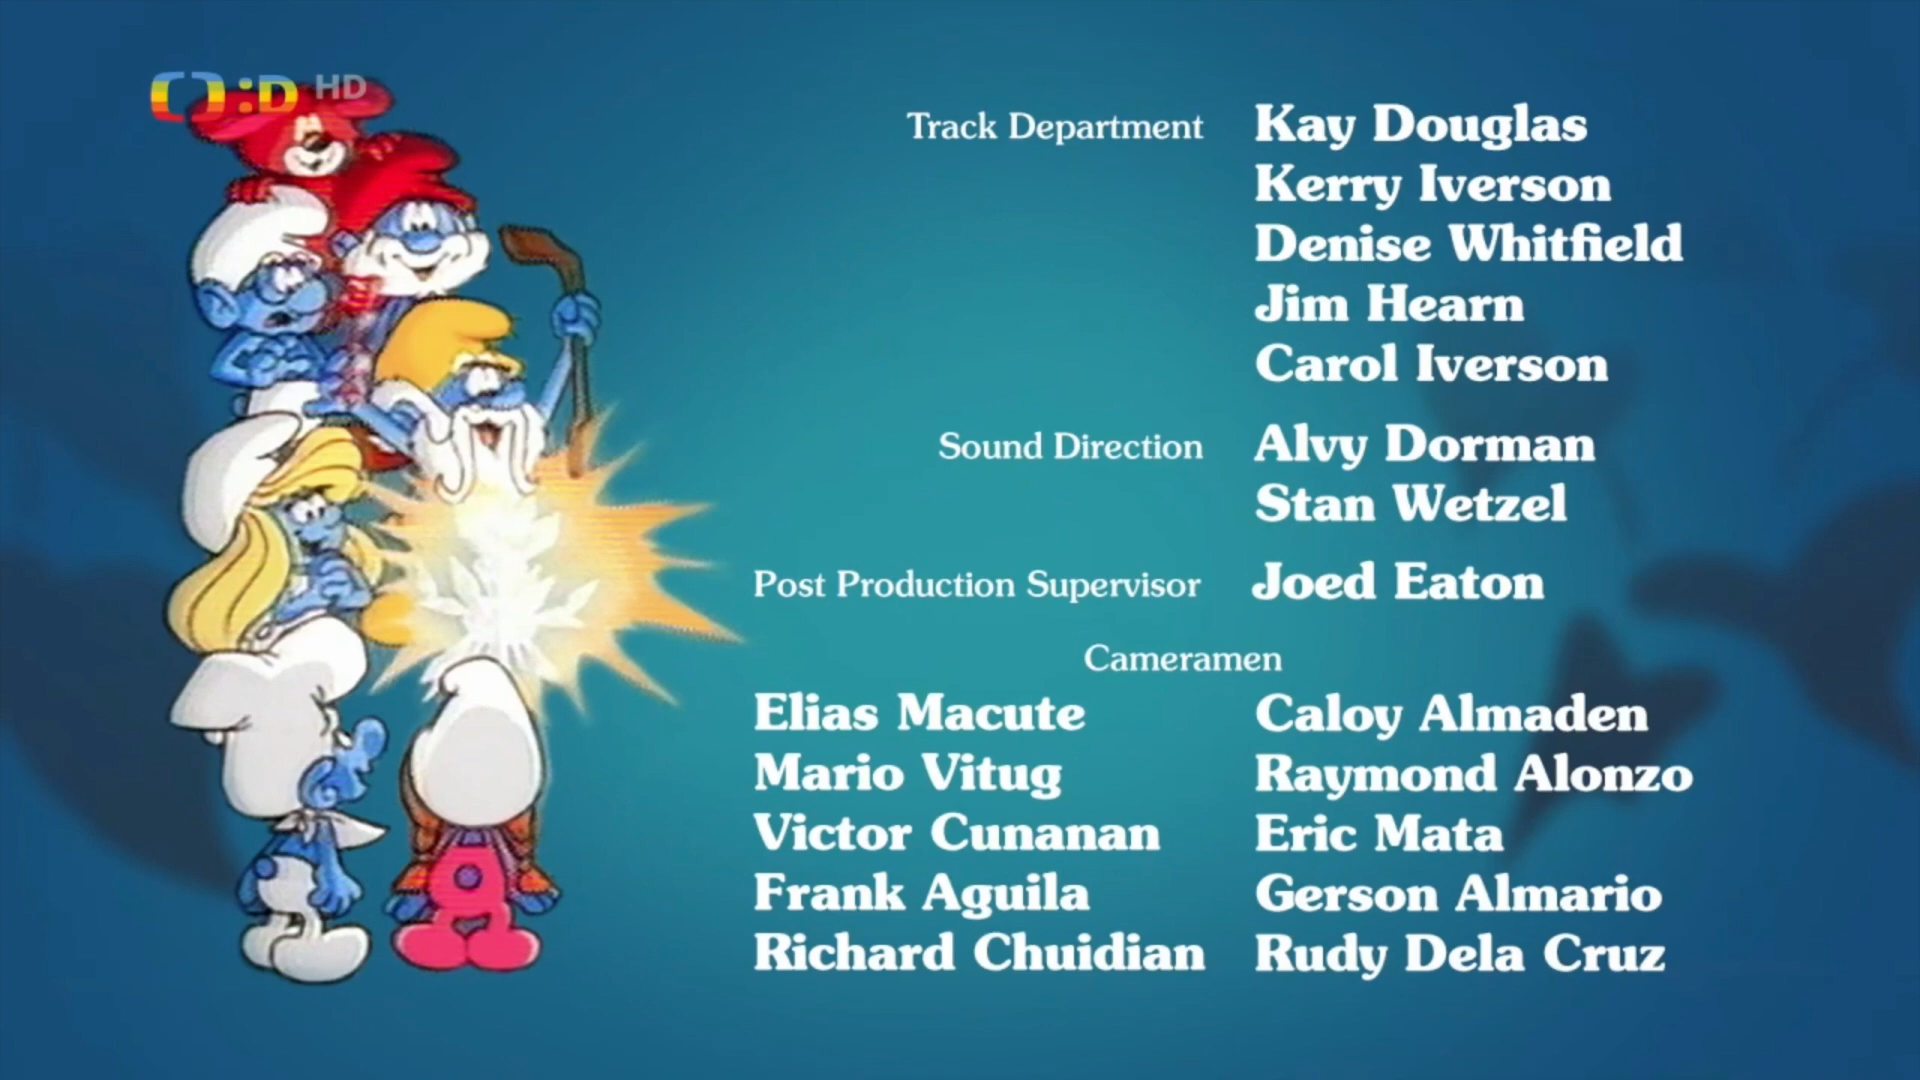 :D HD
Track Department Kay Douglas
Kerry Iverson
Denise Whitfield
Jim Hearn
Carol Iverson
Sound Direction Alvy Dorman
Stan Wetzel
Post Production Supervisor Joed Eaton
Cameramen
Elias Macute Caloy Almaden
Mario Vitug Raymond Alonzo
Victor Cunanan Eric Mata
Frank Aguila Gerson Almario
Richard Chuidian Rudy Dela Cruz